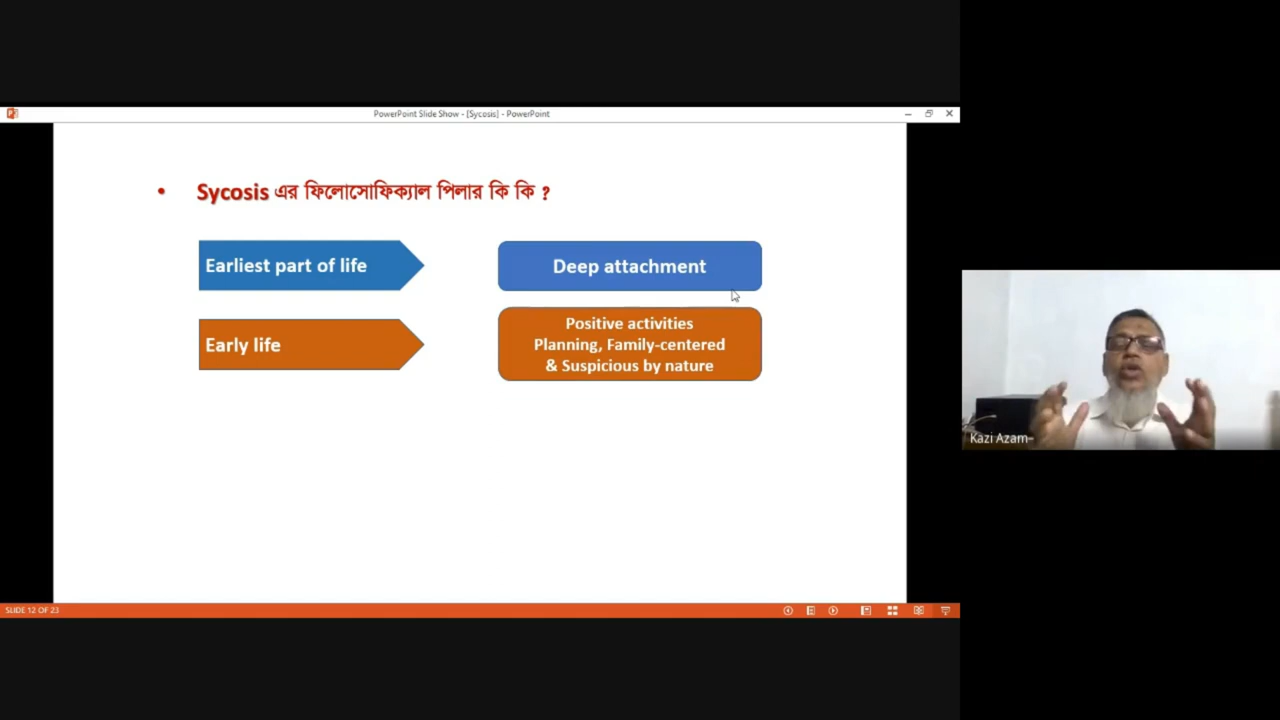 PowerPoint Slide Show - [Sycosis] - PowerPoint
• Sycosis এর ফিলোসোফিক্যাল পিলার কি কি ?
Earliest part of life
Deep attachment
Early life
Positive activities
Planning, Family-centered
& Suspicious by nature
Kazi Azam
SLIDE 12 OF 23